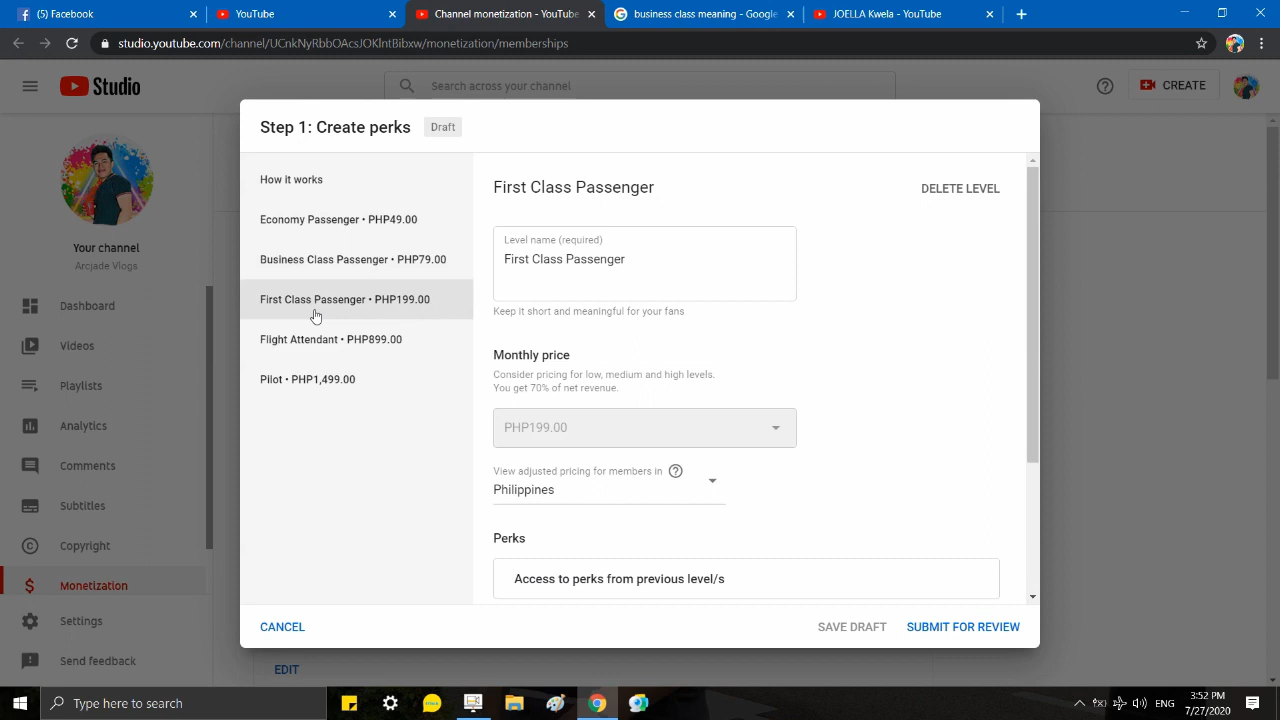 (5) Facebook
YouTube
Channel monetization - YouTube
business class meaning - Google
JOELLA Kwela - YouTube
studio.youtube.com/channel/UCnkNyRbbOAcsJOKlntBibxw/monetization/memberships
Studio
Search across your channel
CREATE
Step 1: Create perks
Draft
How it works
Economy Passenger • PHP49.00
Business Class Passenger • PHP79.00
First Class Passenger • PHP199.00
Flight Attendant • PHP899.00
Pilot • PHP1,499.00
First Class Passenger
DELETE LEVEL
Level name (required)
First Class Passenger
Keep it short and meaningful for your fans
Monthly price
Consider pricing for low, medium and high levels.
You get 70% of net revenue.
PHP199.00
View adjusted pricing for members in
Philippines
Perks
Access to perks from previous level/s
CANCEL
SAVE DRAFT
SUBMIT FOR REVIEW
Your channel
Arcjade Vlogs
Dashboard
Videos
Playlists
Analytics
Comments
Subtitles
Copyright
Monetization
Settings
Send feedback
EDIT
Type here to search
ENG
3:52 PM
7/27/2020